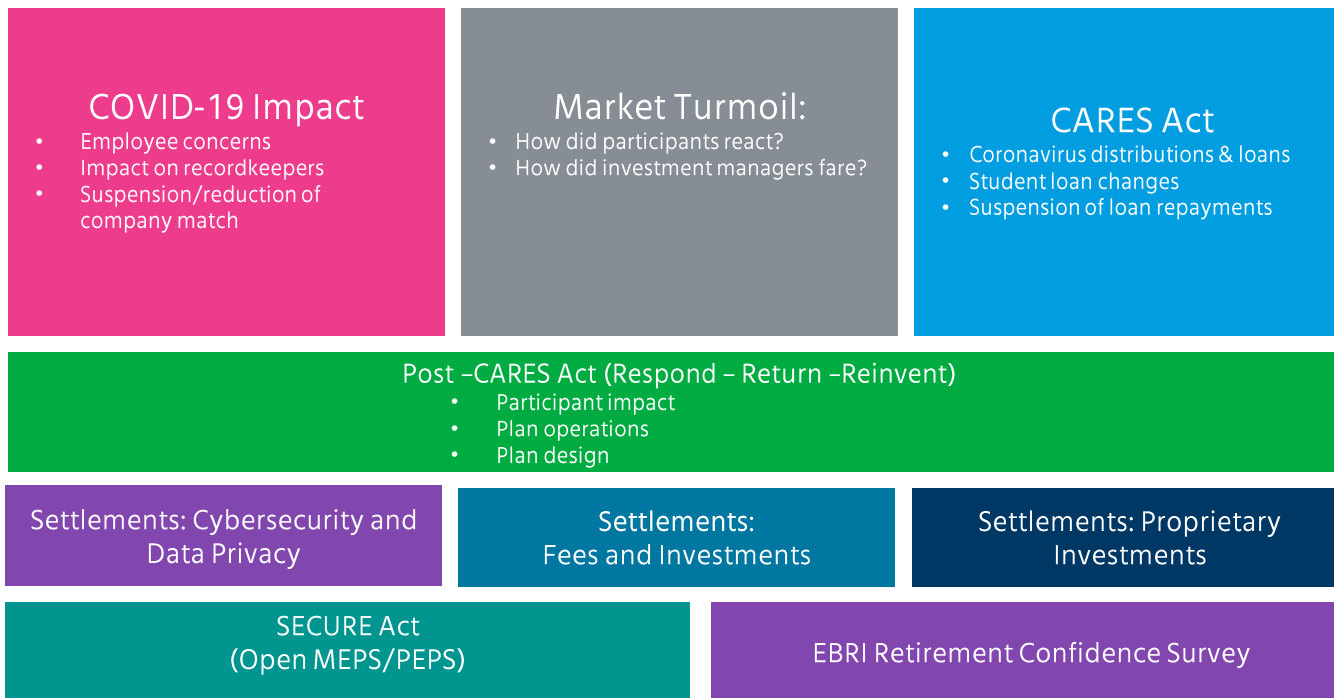 COVID-19 Impact
• Employee concerns
• Impact on recordkeepers
• Suspension/reduction of
company match
Market Turmoil:
• How did participants react?
• How did investment managers fare?
CARES Act
• Coronavirus distributions & loans
• Student loan changes
• Suspension of loan repayments
Post –CARES Act (Respond – Return –Reinvent)
• Participant impact
• Plan operations
• Plan design
Settlements: Cybersecurity and
Data Privacy
Settlements:
Fees and Investments
Settlements: Proprietary
Investments
SECURE Act
(Open MEPS/PEPS)
EBRI Retirement Confidence Survey